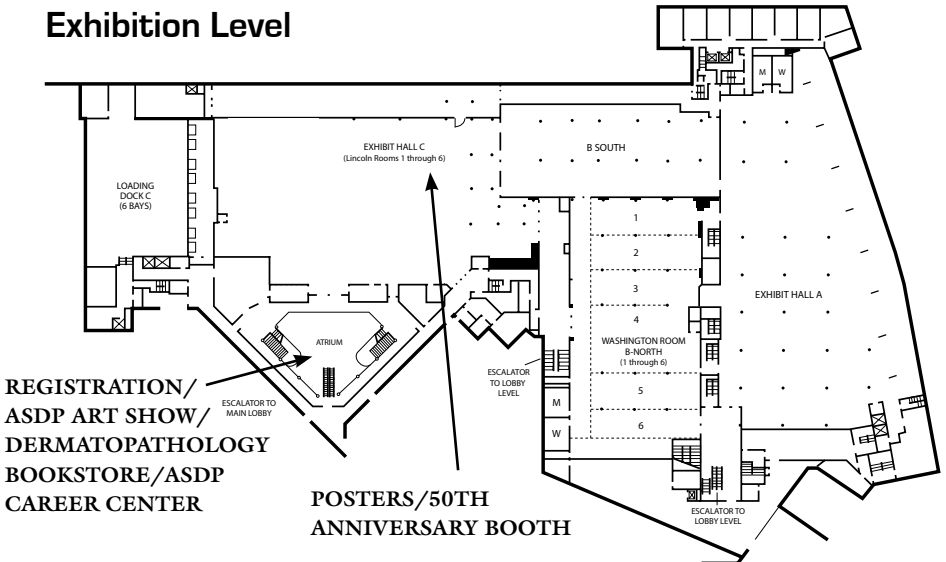 Exhibition Level
M W
EXHIBIT HALL C
(Lincoln Rooms 1 through 6)
B SOUTH
LOADING
DOCK C
(6 BAYS)
1
2
3
4
EXHIBIT HALL A
WASHINGTON ROOM
B-NORTH
(1 through 6)
5
6
ATRIUM
ESCALATOR
TO LOBBY
LEVEL
M
W
ESCALATOR TO
MAIN LOBBY
REGISTRATION/
ASDP ART SHOW/
DERMATOPATHOLOGY
BOOKSTORE/ASDP
CAREER CENTER
POSTERS/50TH
ANNIVERSARY BOOTH
ESCALATOR TO
LOBBY LEVEL